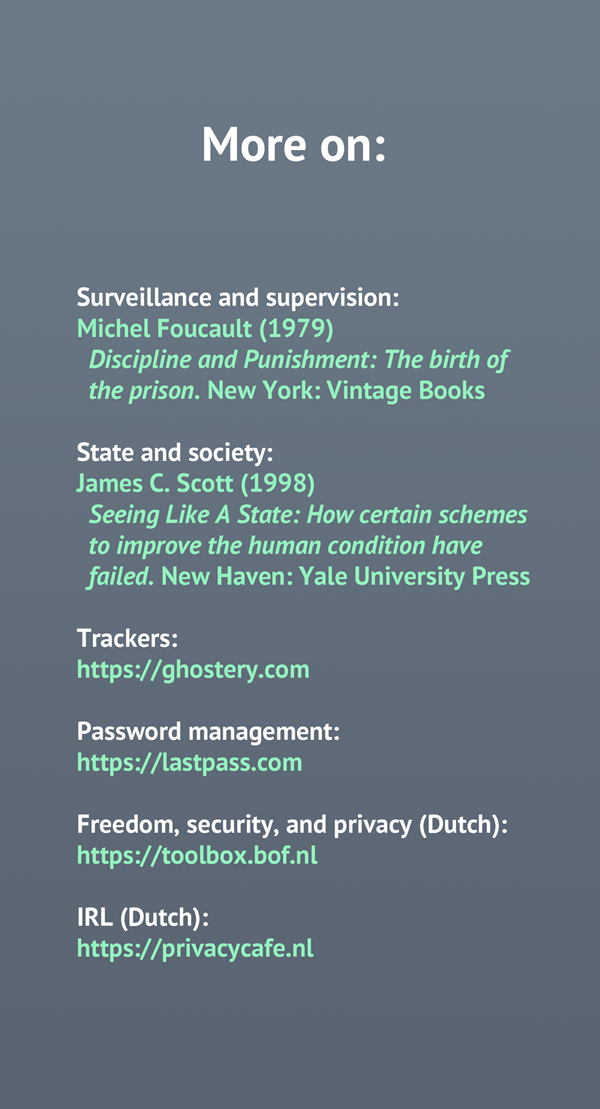 More on:
Surveillance and supervision:
Michel Foucault (1979)
Discipline and Punishment: The birth of
the prison. New York: Vintage Books
State and society:
James C. Scott (1998)
Seeing Like A State: How certain schemes
to improve the human condition have
failed. New Haven: Yale University Press
Trackers:
https://ghostery.com
Password management:
https://lastpass.com
Freedom, security, and privacy (Dutch):
https://toolbox.bof.nl
IRL (Dutch):
https://privacycafe.nl